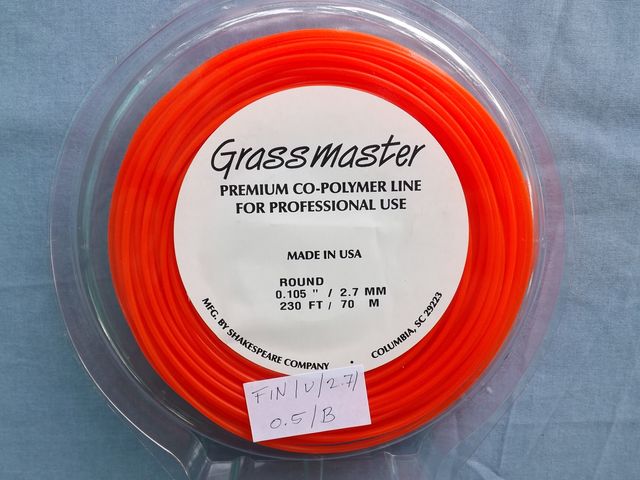 Grassmaster
PREMIUM CO-POLYMER LINE
FOR PROFESSIONAL USE
MADE IN USA
ROUND
0.105 " / 2.7 MM
230 FT / 70 M
MFG. BY SHAKESPEARE COMPANY • COLUMBIA, SC 29223
FIN/U/2.7/
0.5/B